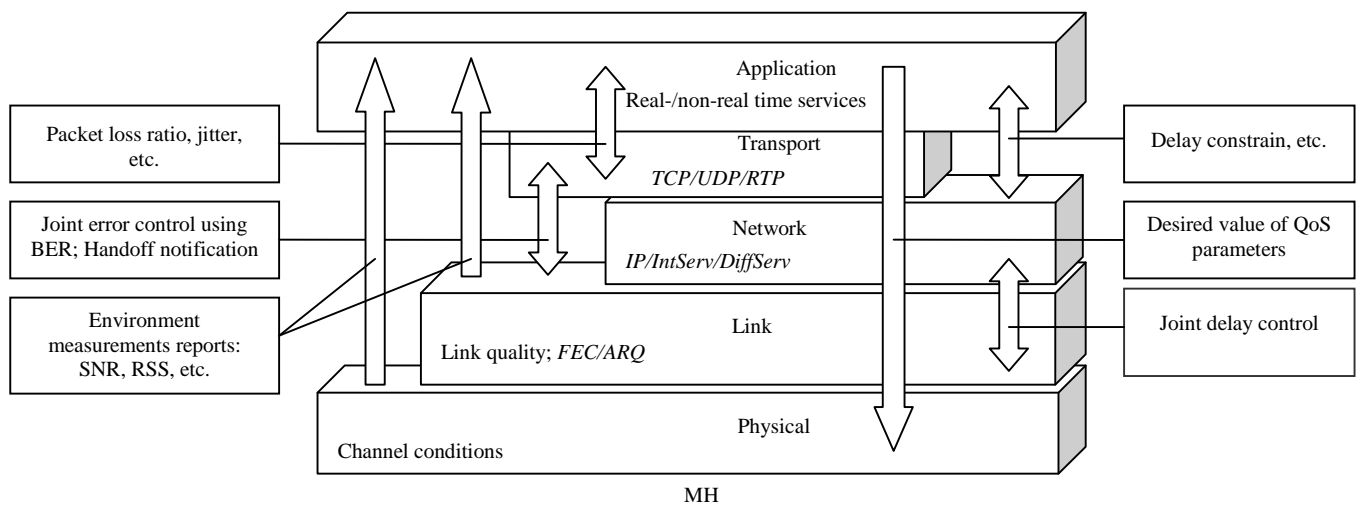 Application
Real-/non-real time services
Packet loss ratio, jitter,
etc.
Transport
TCP/UDP/RTP
Delay constrain, etc.
Joint error control using
BER; Handoff notification
Network
IP/IntServ/DiffServ
Desired value of QoS
parameters
Environment
measurements reports:
SNR, RSS, etc.
Link
Link quality; FEC/ARQ
Joint delay control
Physical
Channel conditions
MH